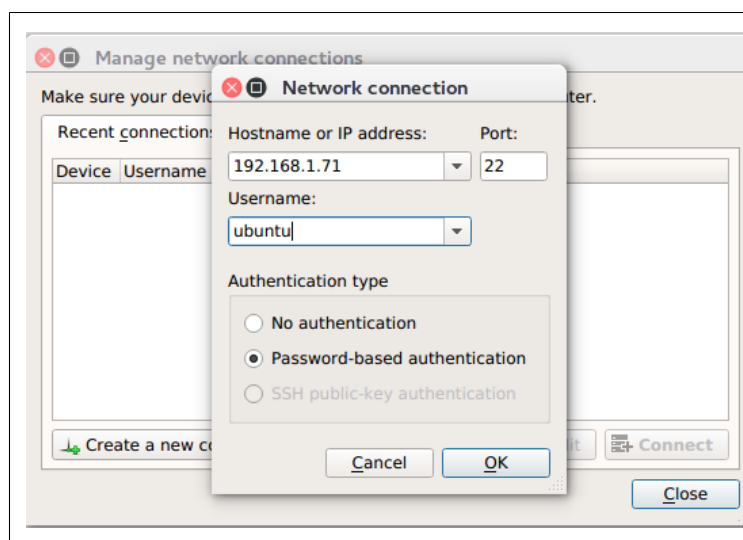 Manage network connections
Make sure your devic
ter.
Recent connection
Device Username
Create a new co
it
Connect
Close
Network connection
Hostname or IP address: Port:
192.168.1.71 22
Username:
ubuntu
Authentication type
No authentication
Password-based authentication
SSH public-key authentication
Cancel OK